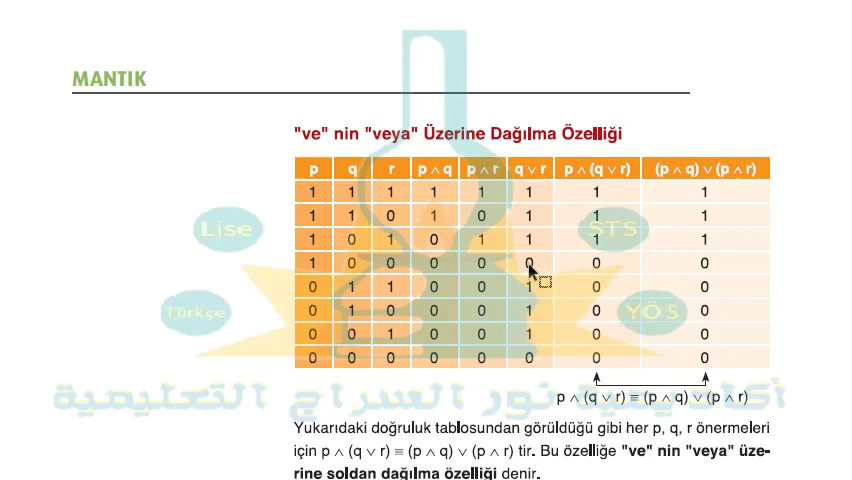 MANTIK
"ve" nin "veya" Üzerine Dağılma Özelliği
p q r p ∧ q p ∧ r q ∨ r p ∧ (q ∨ r) (p ∧ q) ∨ (p ∧ r)
1 1 1 1 1 1 1 1
1 1 0 1 0 1 1 1
1 0 1 0 1 1 1 1
1 0 0 0 0 0 0 0
0 1 1 0 0 1 0 0
0 1 0 0 0 1 0 0
0 0 1 0 0 1 0 0
0 0 0 0 0 0 0 0
Lise STS
Türkçe YÖS
أكاديمية نور السراج التعليمية
p ∧ (q ∨ r) ≡ (p ∧ q) ∨ (p ∧ r)
Yukarıdaki doğruluk tablosundan görüldüğü gibi her p, q, r önermeleri
için p ∧ (q ∨ r) ≡ (p ∧ q) ∨ (p ∧ r) tir. Bu özelliğe "ve" nin "veya" üze-
rine soldan dağılma özelliği denir.